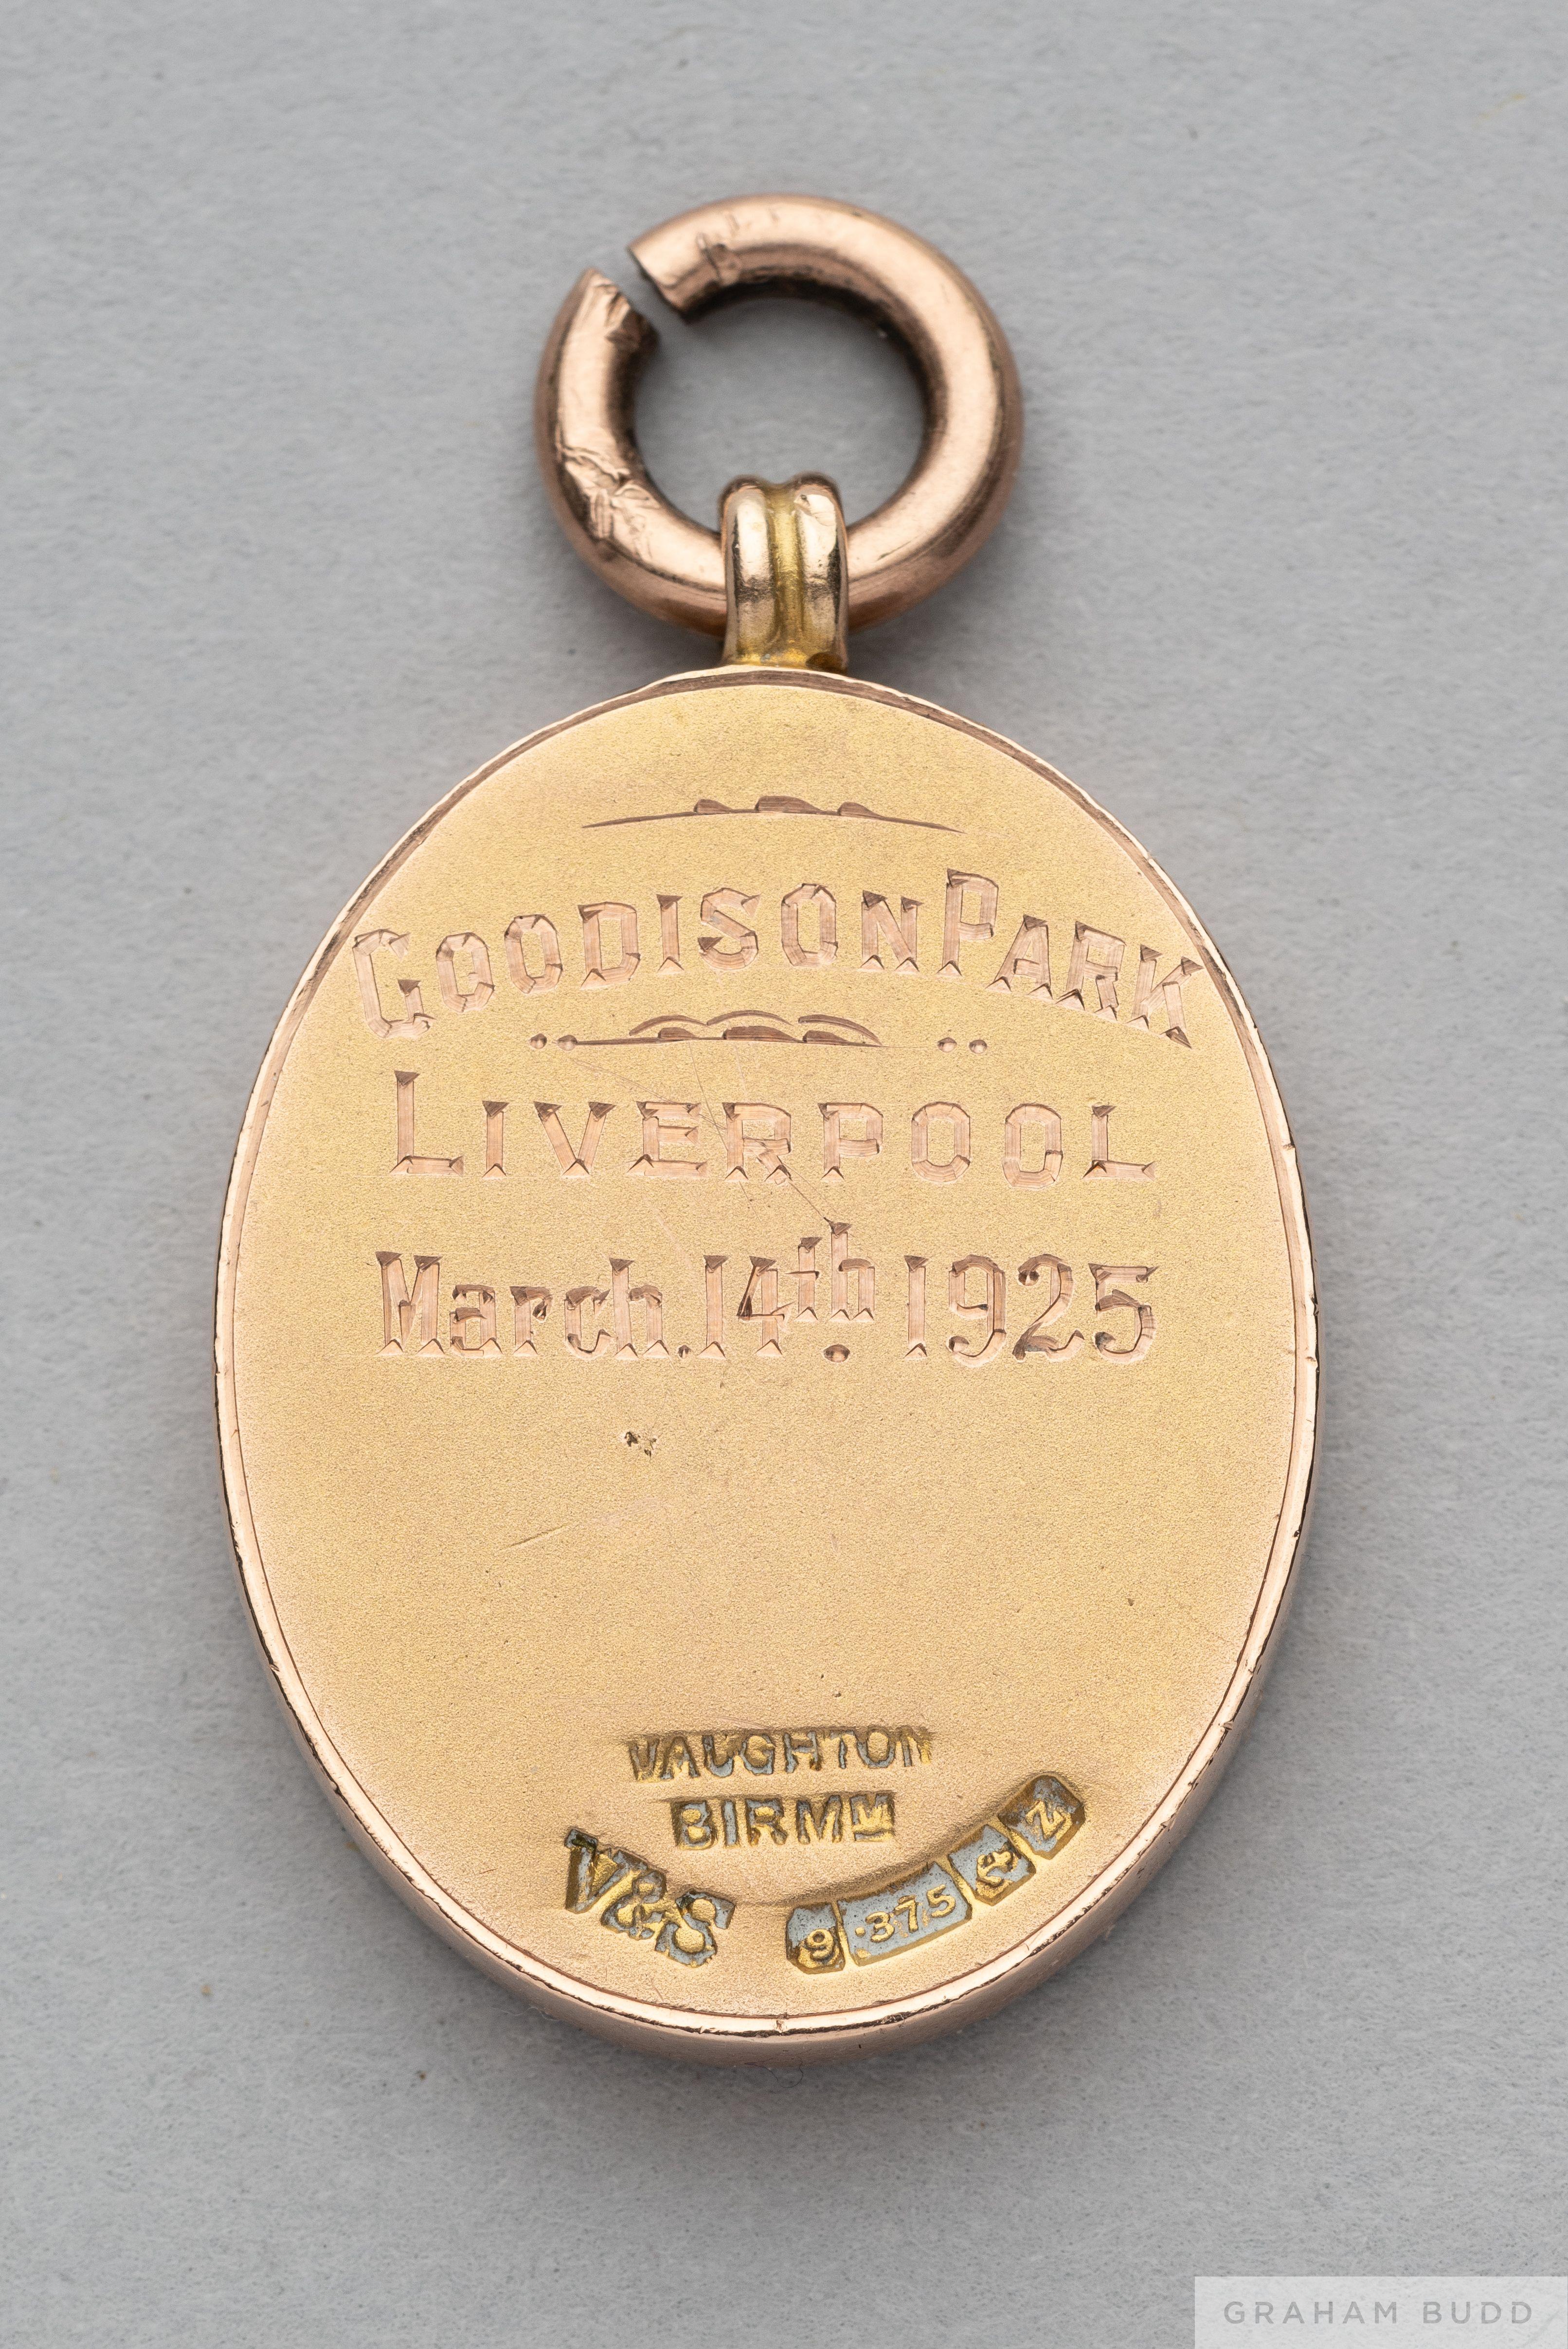 GOODISON PARK
LIVERPOOL
March. 14th. 1925
VAUGHTON
BIRMM
V&S 9 .375 N
GRAHAM BUDD